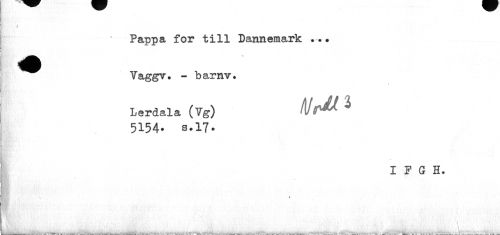 Pappa for till Dannemark ...
Vaggv. - barnv.
Lerdala (Vg)
5154. s.17.
Nordl 3
I F G H.